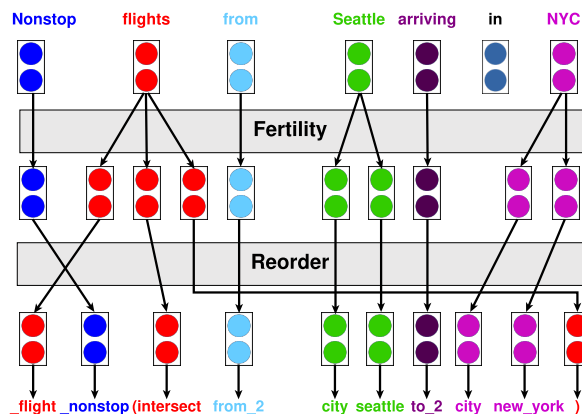 Nonstop flights from Seattle arriving in NYC
Fertility
Reorder
_flight _nonstop (intersect from_2 city seattle to_2 city new_york )